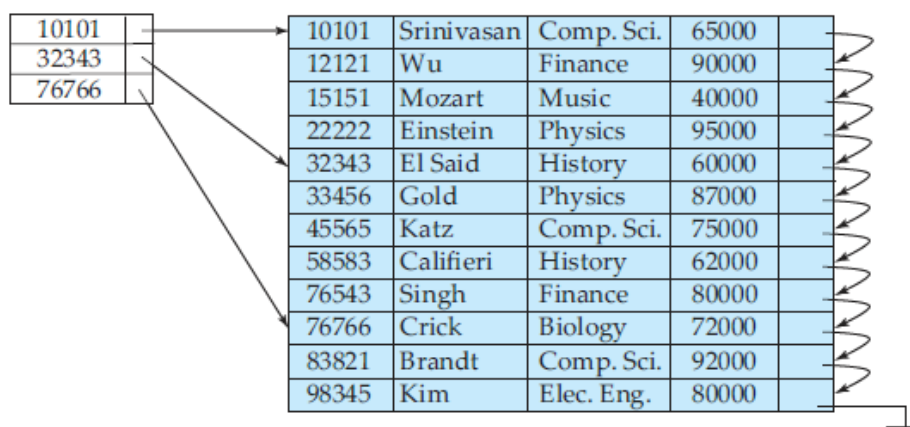 10101
32343
76766
10101 Srinivasan Comp. Sci. 65000
12121 Wu Finance 90000
15151 Mozart Music 40000
22222 Einstein Physics 95000
32343 El Said History 60000
33456 Gold Physics 87000
45565 Katz Comp. Sci. 75000
58583 Califieri History 62000
76543 Singh Finance 80000
76766 Crick Biology 72000
83821 Brandt Comp. Sci. 92000
98345 Kim Elec. Eng. 80000